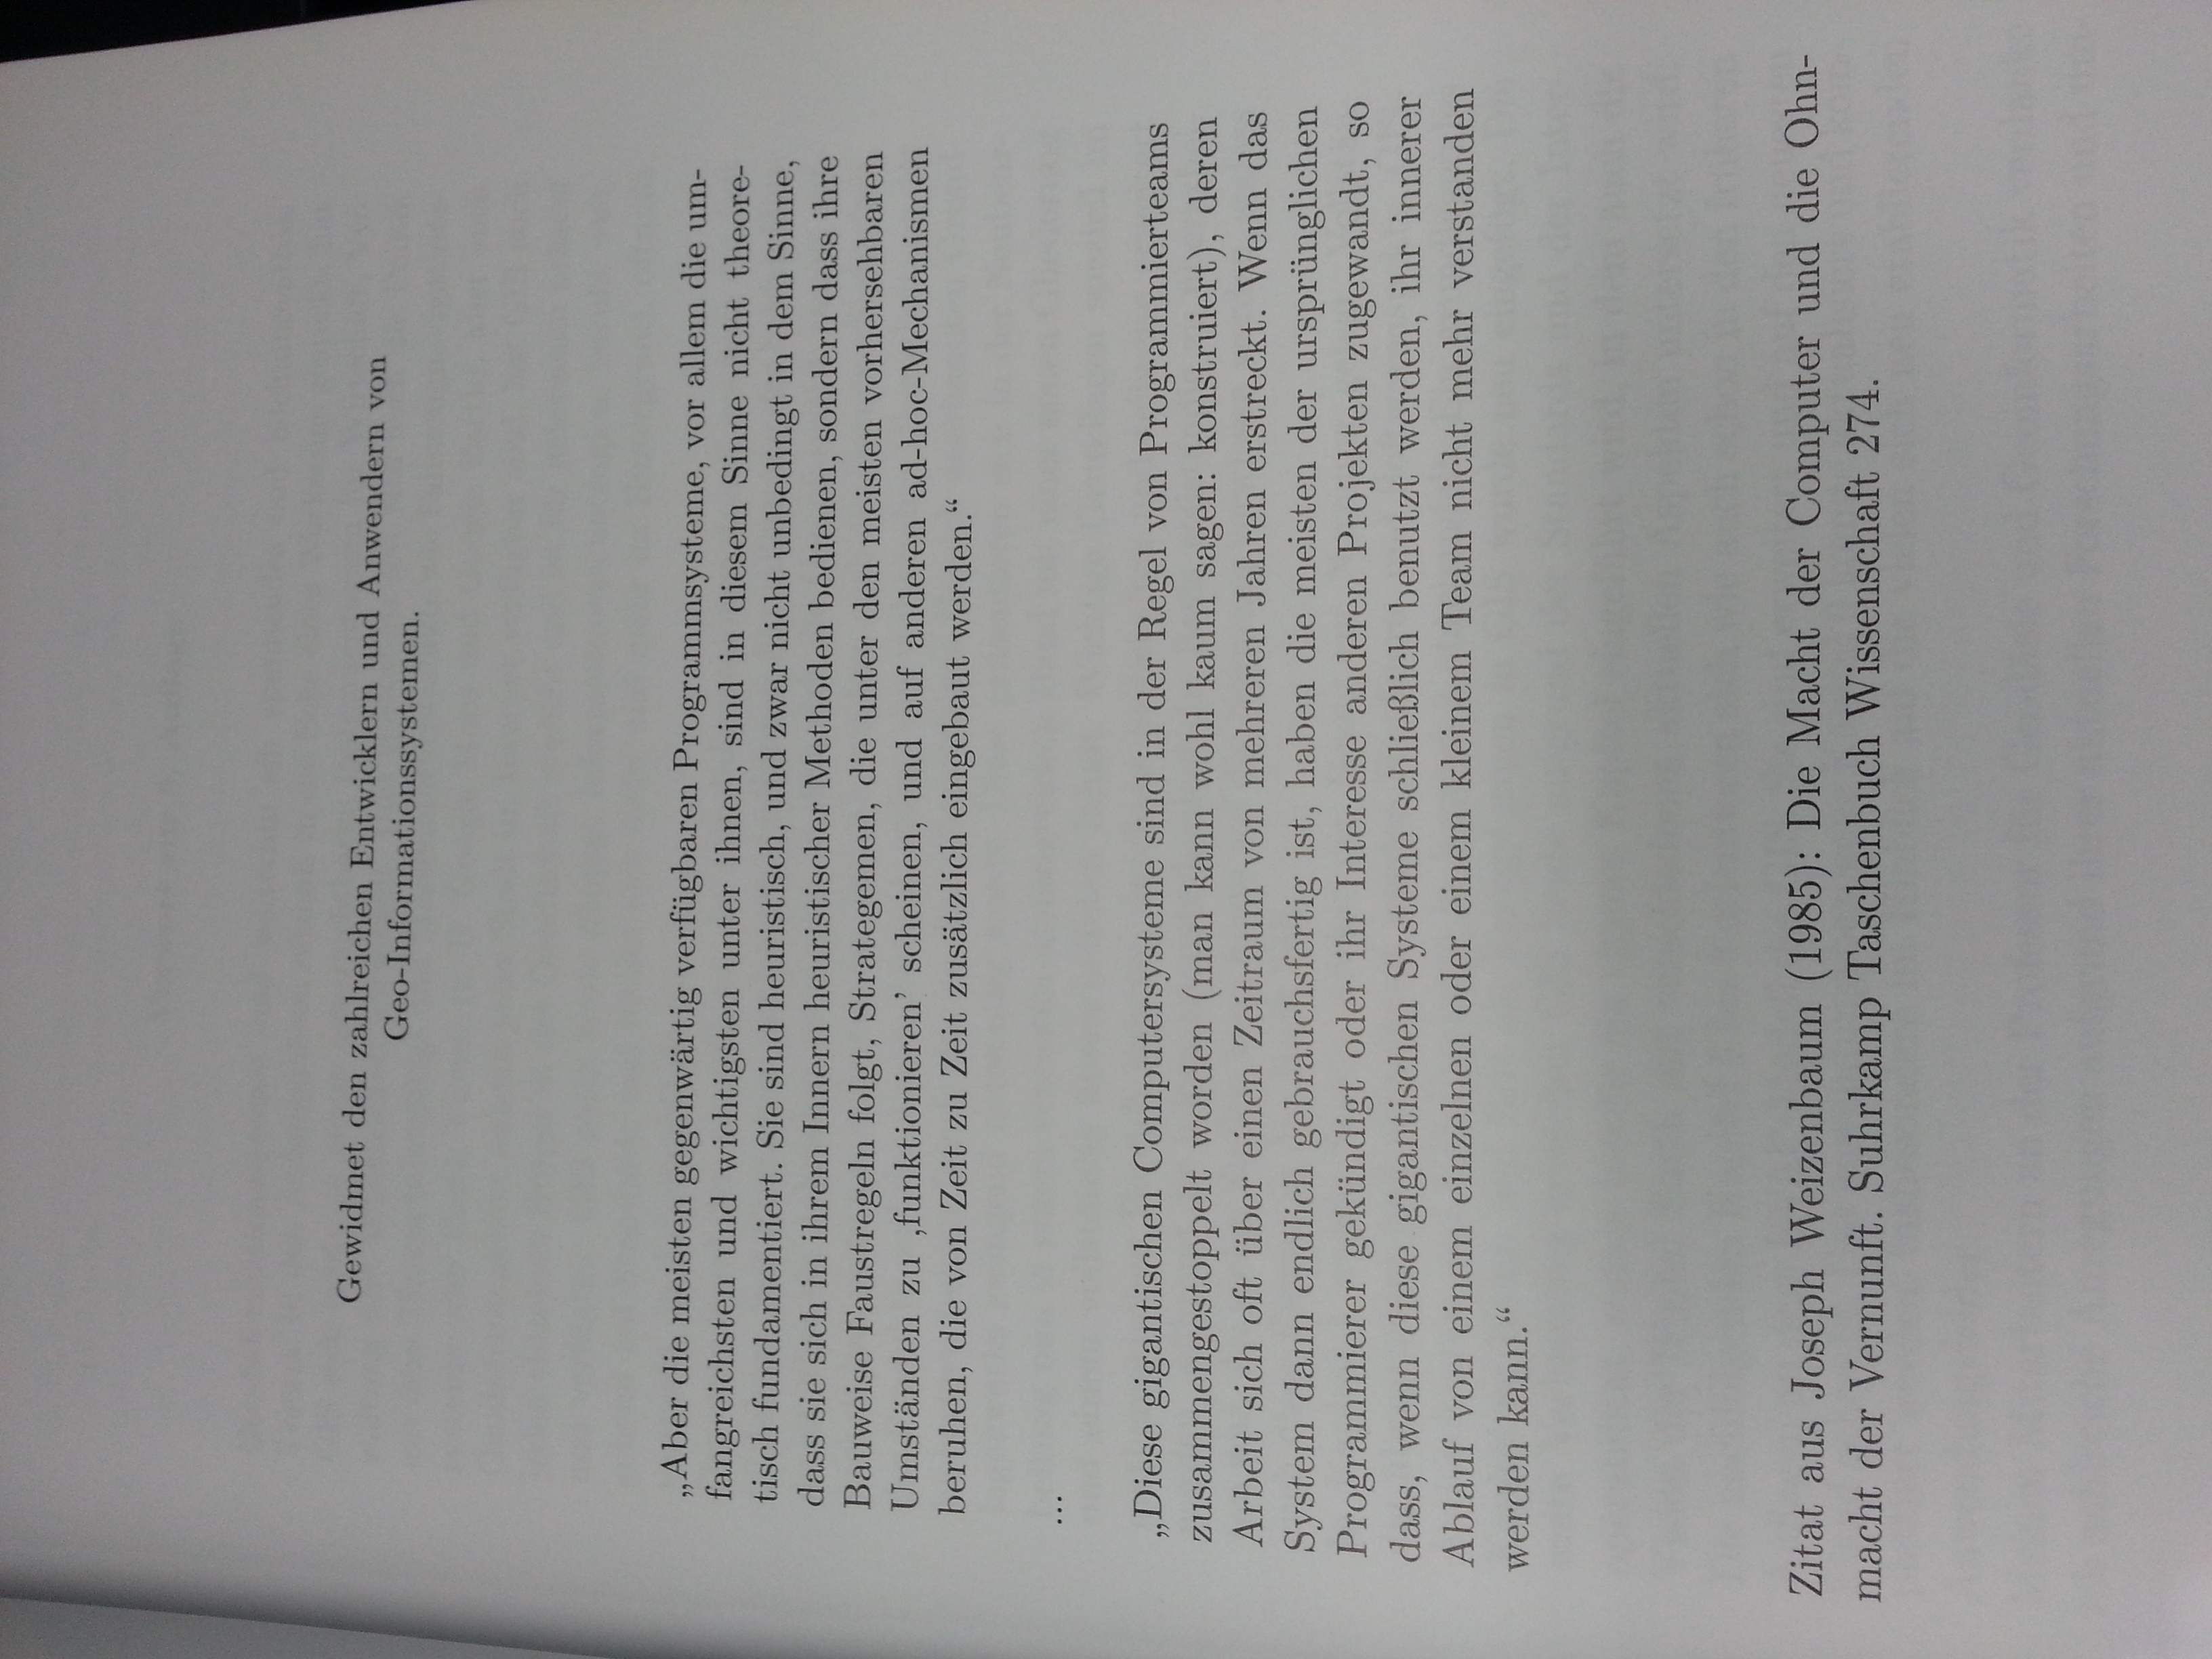 Gewidmet den zahlreichen Entwicklern und Anwendern von
Geo-Informationssystemen.
„Aber die meisten gegenwärtig verfügbaren Programmsysteme, vor allem die um-
fangreichsten und wichtigsten unter ihnen, sind in diesem Sinne nicht theore-
tisch fundamentiert. Sie sind heuristisch, und zwar nicht unbedingt in dem Sinne,
dass sie sich in ihrem Innern heuristischer Methoden bedienen, sondern dass ihre
Bauweise Faustregeln folgt, Strategemen, die unter den meisten vorhersehbaren
Umständen zu ‚funktionieren’ scheinen, und auf anderen ad-hoc-Mechanismen
beruhen, die von Zeit zu Zeit zusätzlich eingebaut werden.“
...
„Diese gigantischen Computersysteme sind in der Regel von Programmierteams
zusammengestoppelt worden (man kann wohl kaum sagen: konstruiert), deren
Arbeit sich oft über einen Zeitraum von mehreren Jahren erstreckt. Wenn das
System dann endlich gebrauchsfertig ist, haben die meisten der ursprünglichen
Programmierer gekündigt oder ihr Interesse anderen Projekten zugewandt, so
dass, wenn diese gigantischen Systeme schließlich benutzt werden, ihr innerer
Ablauf von einem einzelnen oder einem kleinem Team nicht mehr verstanden
werden kann.“
Zitat aus Joseph Weizenbaum (1985): Die Macht der Computer und die Ohn-
macht der Vernunft. Suhrkamp Taschenbuch Wissenschaft 274.